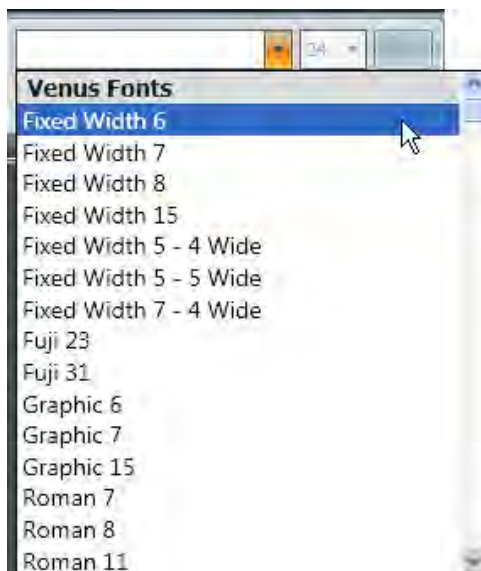 24
Venus Fonts
Fixed Width 6
Fixed Width 7
Fixed Width 8
Fixed Width 15
Fixed Width 5 - 4 Wide
Fixed Width 5 - 5 Wide
Fixed Width 7 - 4 Wide
Fuji 23
Fuji 31
Graphic 6
Graphic 7
Graphic 15
Roman 7
Roman 8
Roman 11